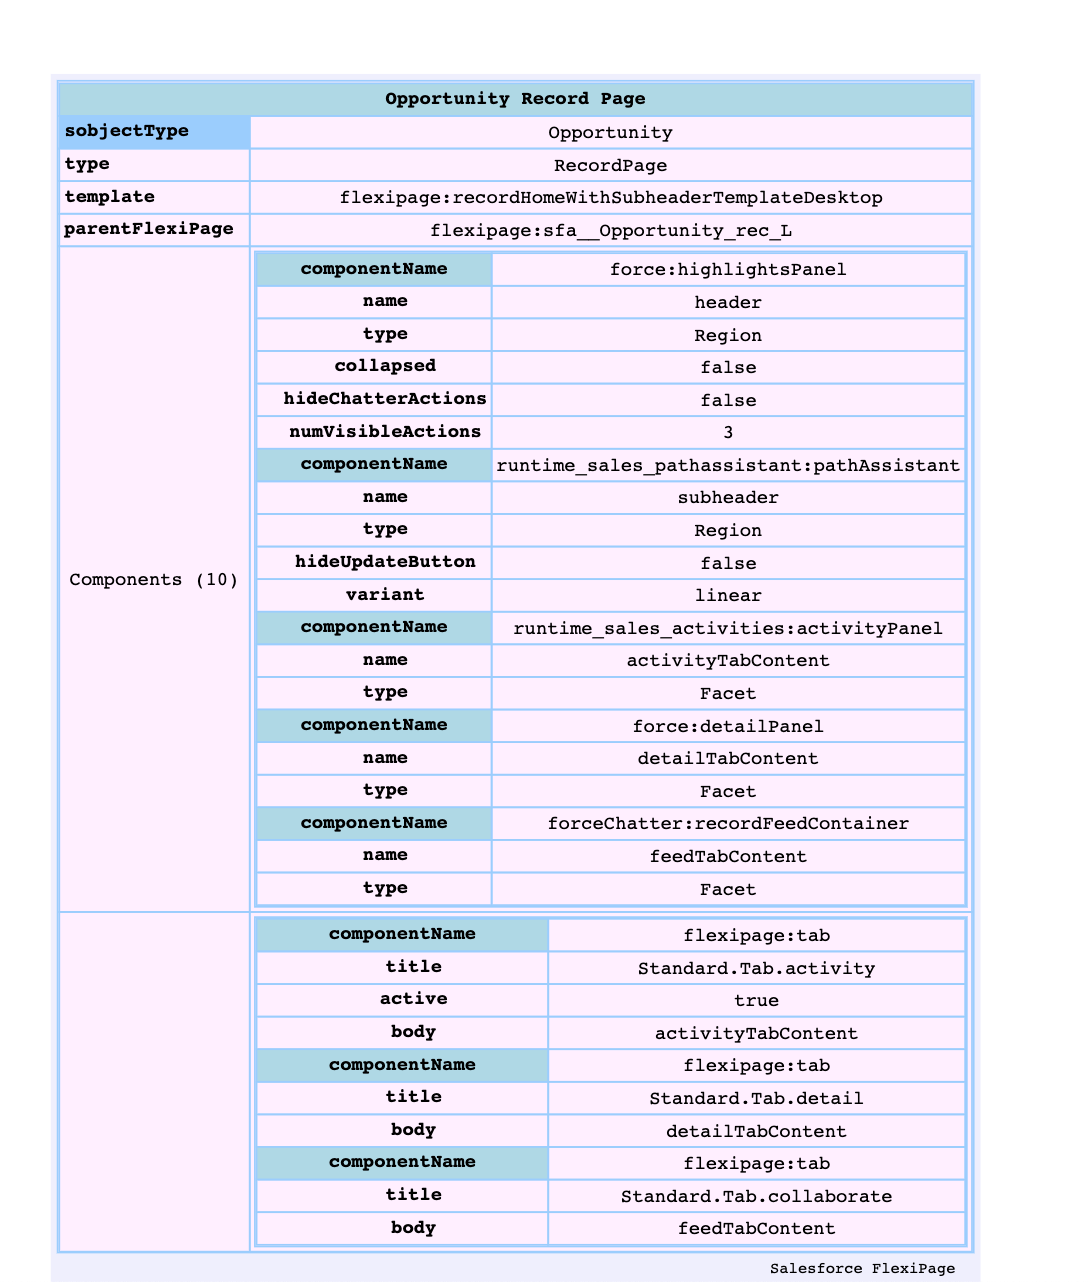 Opportunity Record Page
sobjectType Opportunity
type RecordPage
template flexipage:recordHomeWithSubheaderTemplateDesktop
parentFlexiPage flexipage:sfa__Opportunity_rec_L
Components (10)
componentName force:highlightsPanel
name header
type Region
collapsed false
hideChatterActions false
numVisibleActions 3
componentName runtime_sales_pathassistant:pathAssistant
name subheader
type Region
hideUpdateButton false
variant linear
componentName runtime_sales_activities:activityPanel
name activityTabContent
type Facet
componentName force:detailPanel
name detailTabContent
type Facet
componentName forceChatter:recordFeedContainer
name feedTabContent
type Facet
componentName flexipage:tab
title Standard.Tab.activity
active true
body activityTabContent
componentName flexipage:tab
title Standard.Tab.detail
body detailTabContent
componentName flexipage:tab
title Standard.Tab.collaborate
body feedTabContent
Salesforce FlexiPage